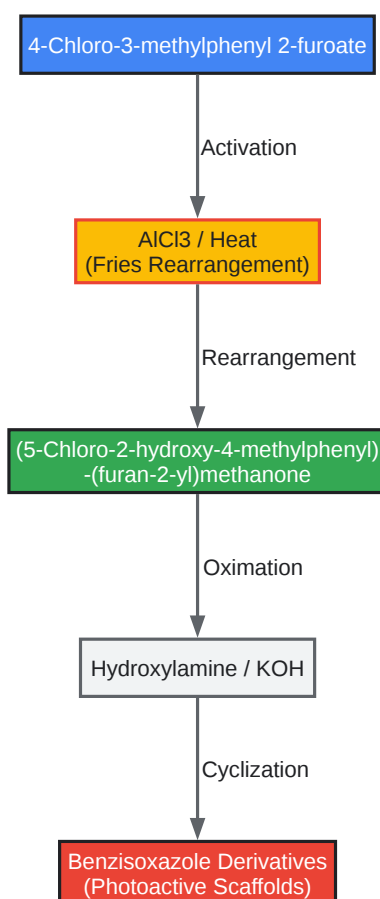 4-Chloro-3-methylphenyl 2-furoate
Activation
AlCl3 / Heat
(Fries Rearrangement)
Rearrangement
(5-Chloro-2-hydroxy-4-methylphenyl)
-(furan-2-yl)methanone
Oximation
Hydroxylamine / KOH
Cyclization
Benzisoxazole Derivatives
(Photoactive Scaffolds)